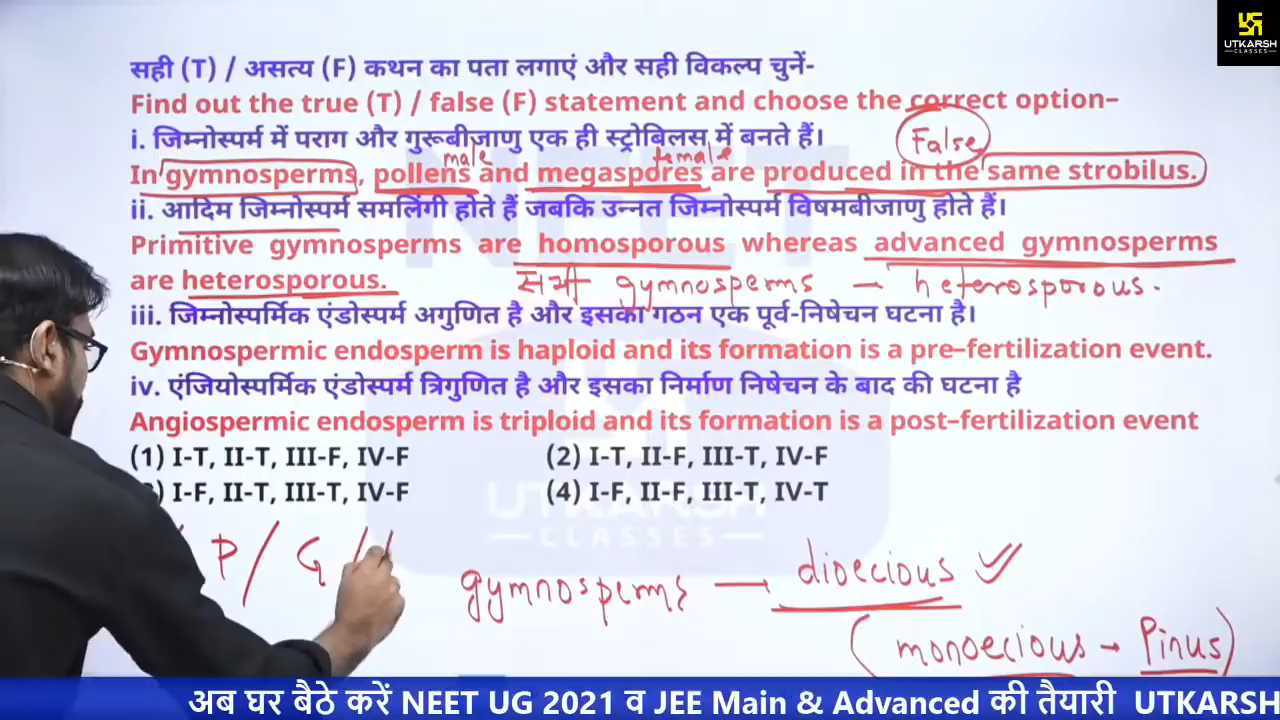 UTKARSH
CLASSES
सही (T) / असत्य (F) कथन का पता लगाएं और सही विकल्प चुनें-
Find out the true (T) / false (F) statement and choose the correct option–
i. जिम्नोस्पर्म में पराग और गुरूबीजाणु एक ही स्ट्रोबिलस में बनते हैं।
False
male female
In gymnosperms, pollens and megaspores are produced in the same strobilus.
ii. आदिम जिम्नोस्पर्म समलिंगी होते हैं जबकि उन्नत जिम्नोस्पर्म विषमबीजाणु होते हैं।
Primitive gymnosperms are homosporous whereas advanced gymnosperms
are heterosporous.
सभी gymnosperms – heterosporous.
iii. जिम्नोस्पर्मिक एंडोस्पर्म अगुणित है और इसका गठन एक पूर्व-निषेचन घटना है।
Gymnospermic endosperm is haploid and its formation is a pre–fertilization event.
iv. एंजियोस्पर्मिक एंडोस्पर्म त्रिगुणित है और इसका निर्माण निषेचन के बाद की घटना है
Angiospermic endosperm is triploid and its formation is a post–fertilization event
(1) I-T, II-T, III-F, IV-F (2) I-T, II-F, III-T, IV-F
) I-F, II-T, III-T, IV-F (4) I-F, II-F, III-T, IV-T
NEET
UTKARSH
CLASSES
P / G /
gymnosperms → dioecious ✓
(monoecious → Pinus)
अब घर बैठे करें NEET UG 2021 व JEE Main & Advanced की तैयारी UTKARSH